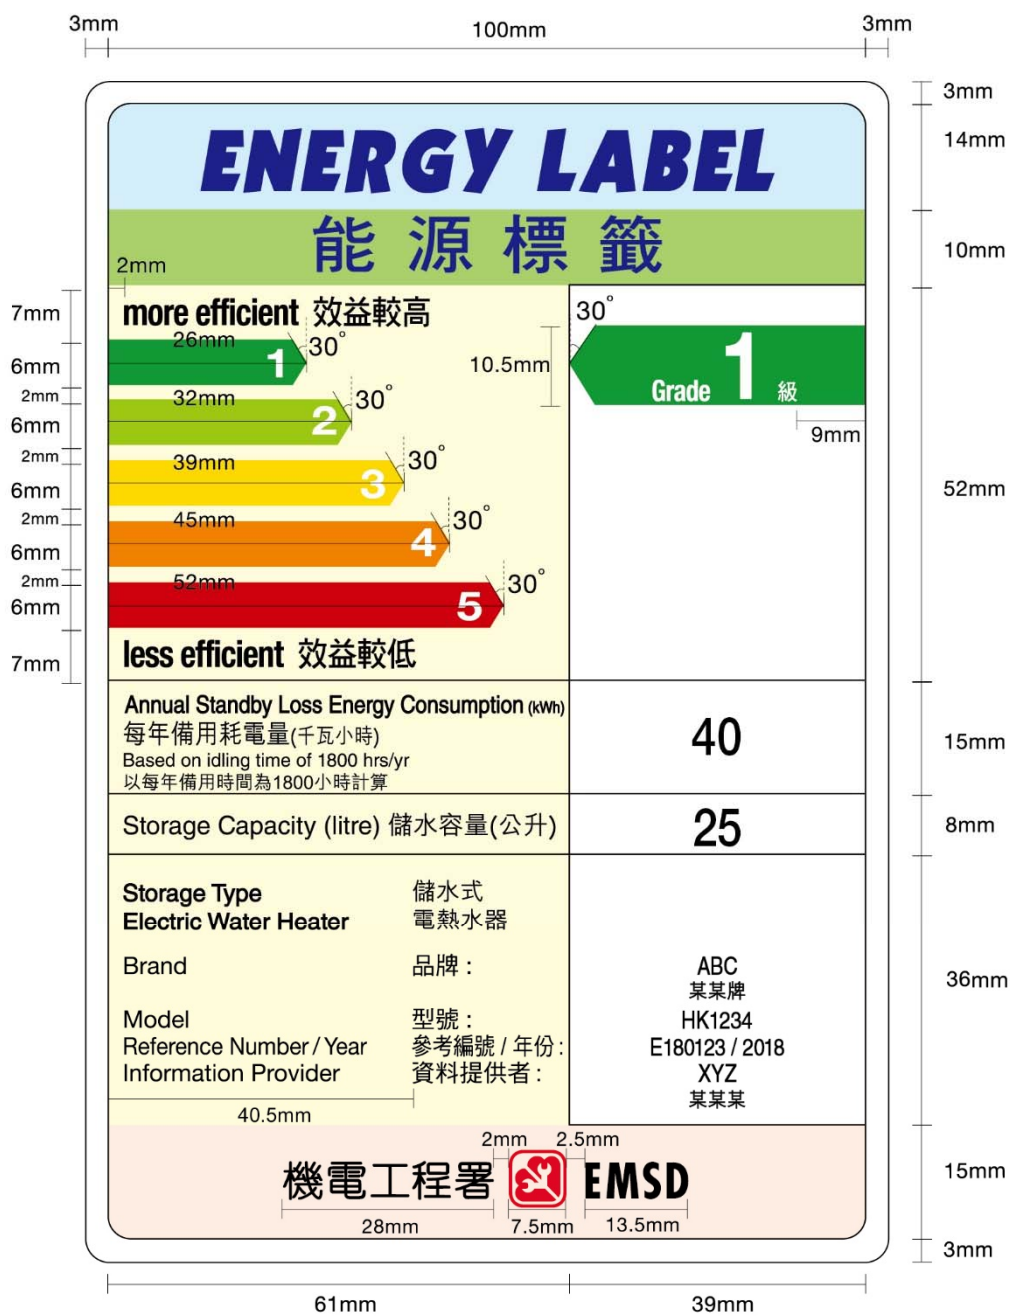 3mm 100mm 3mm
3mm
ENERGY LABEL
14mm
能源標籤
10mm
2mm
7mm
more efficient 效益較高
30°
26mm 30°
1
6mm
10.5mm
Grade 1 級
2mm
32mm 30°
2
6mm
9mm
2mm
39mm 30°
3
6mm
52mm
2mm
45mm 30°
4
6mm
2mm
52mm 30°
5
6mm
less efficient 效益較低
7mm
Annual Standby Loss Energy Consumption (kWh)
每年備用耗電量(千瓦小時)
40
15mm
Based on idling time of 1800 hrs/yr
以每年備用時間為1800小時計算
Storage Capacity (litre) 儲水容量(公升) 25
8mm
Storage Type 儲水式
Electric Water Heater 電熱水器
Brand 品牌 : ABC
某某牌
36mm
Model 型號 : HK1234
Reference Number / Year 參考編號 / 年份 : E180123 / 2018
Information Provider 資料提供者 : XYZ
某某某
40.5mm
2mm 2.5mm
機電工程署 EMSD
15mm
28mm 7.5mm 13.5mm
3mm
61mm 39mm